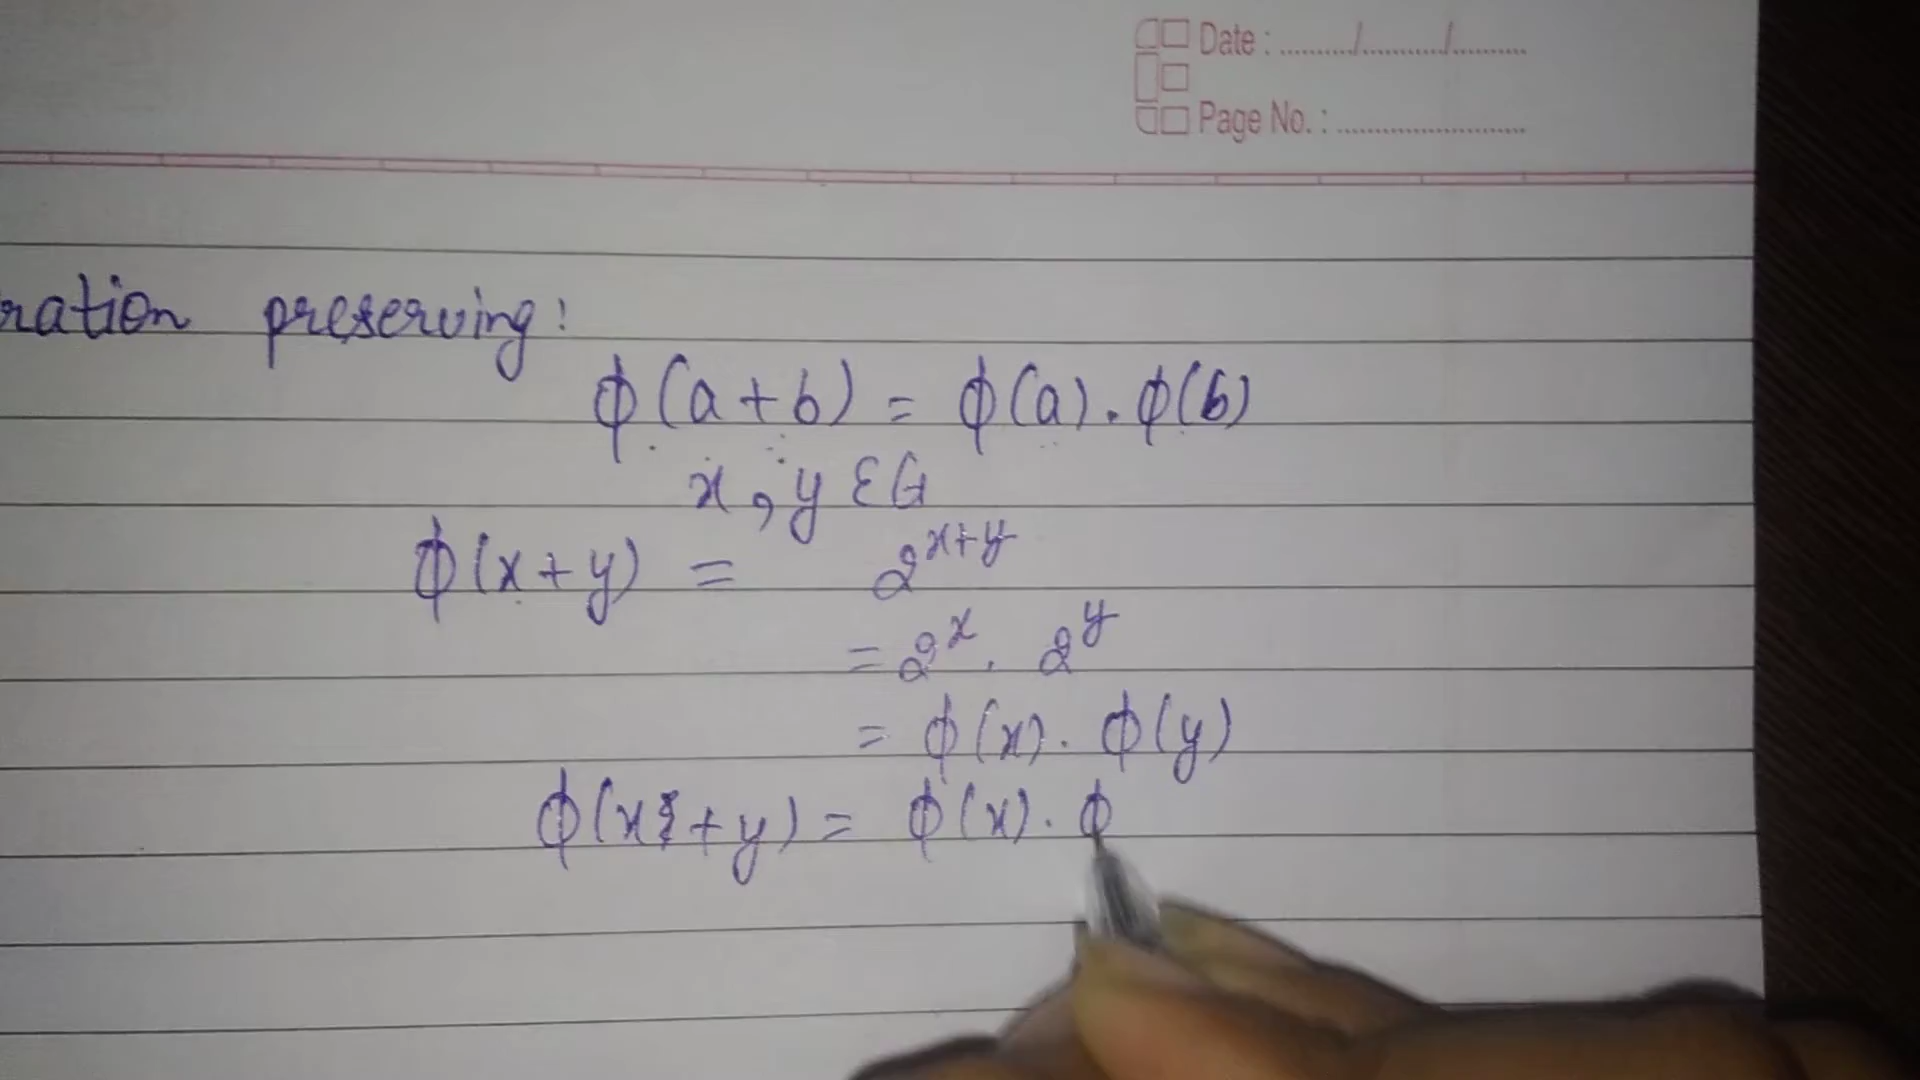 Date : ........../.........../..........
Page No. : ............................
ration preserving:
ϕ(a+b) = ϕ(a).ϕ(b)
x, y ɛ G
ϕ(x+y) = 2^{x+y}
= 2^x . 2^y
= ϕ(x). ϕ(y)
ϕ(x+y) = ϕ(x). ϕ